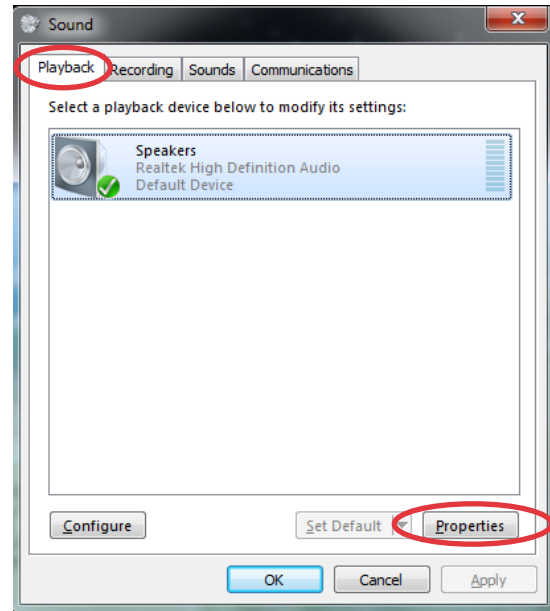 Sound
Playback Recording Sounds Communications
Select a playback device below to modify its settings:
Speakers
Realtek High Definition Audio
Default Device
Configure Set Default Properties
OK Cancel Apply